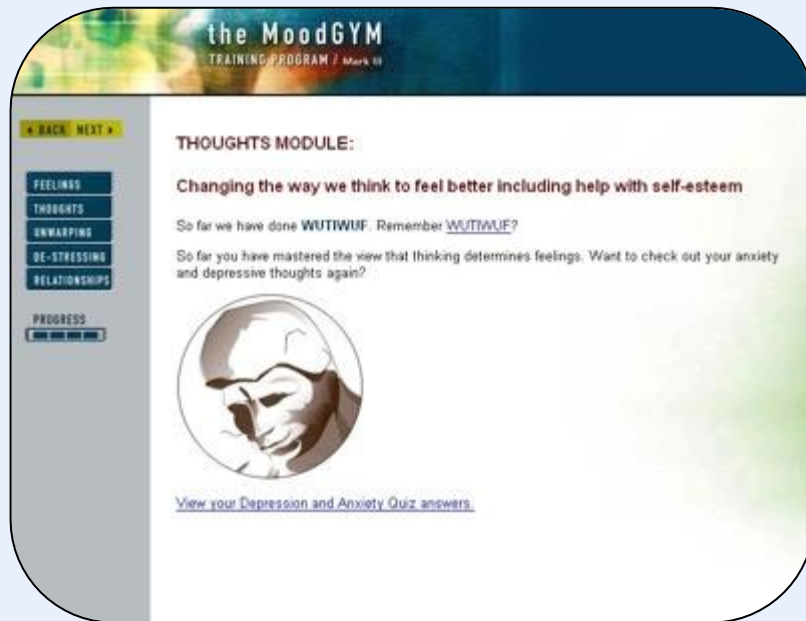 the MoodGYM
TRAINING PROGRAM / Mark III
BACK NEXT
FEELINGS
THOUGHTS
UNWARPING
DE-STRESSING
RELATIONSHIPS
PROGRESS
THOUGHTS MODULE:
Changing the way we think to feel better including help with self-esteem
So far we have done WUTIWUF. Remember WUTIWUF?
So far you have mastered the view that thinking determines feelings. Want to check out your anxiety
and depressive thoughts again?
View your Depression and Anxiety Quiz answers.